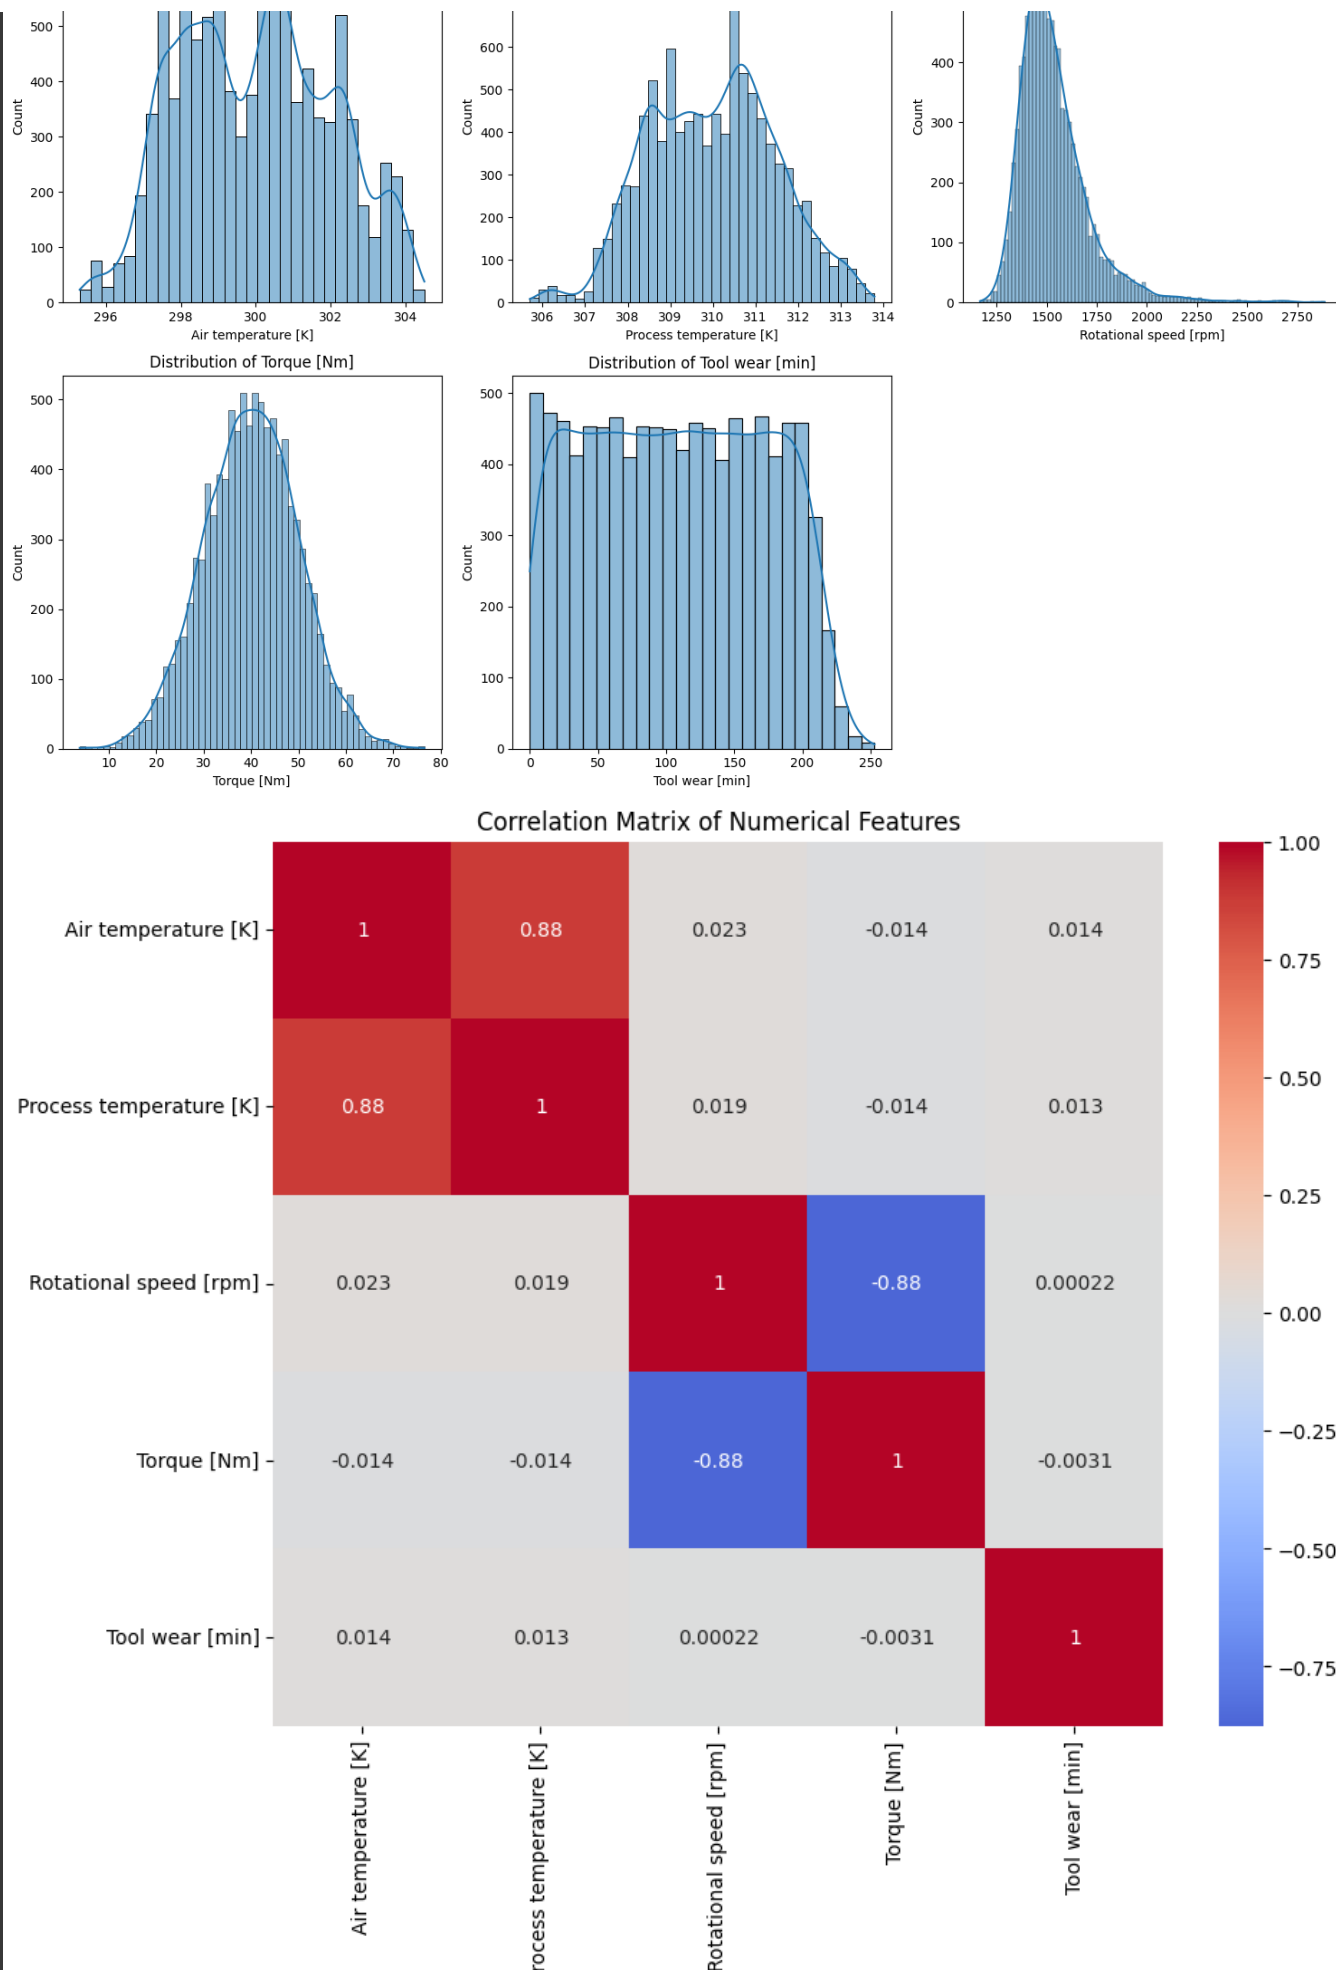 500
400
300
200
100
0
Count
296 298 300 302 304
Air temperature [K]
600
500
400
300
200
100
0
Count
306 307 308 309 310 311 312 313 314
Process temperature [K]
400
300
200
100
0
Count
1250 1500 1750 2000 2250 2500 2750
Rotational speed [rpm]
Distribution of Torque [Nm]
500
400
300
200
100
0
Count
10 20 30 40 50 60 70 80
Torque [Nm]
Distribution of Tool wear [min]
500
400
300
200
100
0
Count
0 50 100 150 200 250
Tool wear [min]
Correlation Matrix of Numerical Features
Air temperature [K] 1 0.88 0.023 -0.014 0.014
Process temperature [K] 0.88 1 0.019 -0.014 0.013
Rotational speed [rpm] 0.023 0.019 1 -0.88 0.00022
Torque [Nm] -0.014 -0.014 -0.88 1 -0.0031
Tool wear [min] 0.014 0.013 0.00022 -0.0031 1
Air temperature [K]
rocess temperature [K]
Rotational speed [rpm]
Torque [Nm]
Tool wear [min]
1.00
0.75
0.50
0.25
0.00
−0.25
−0.50
−0.75